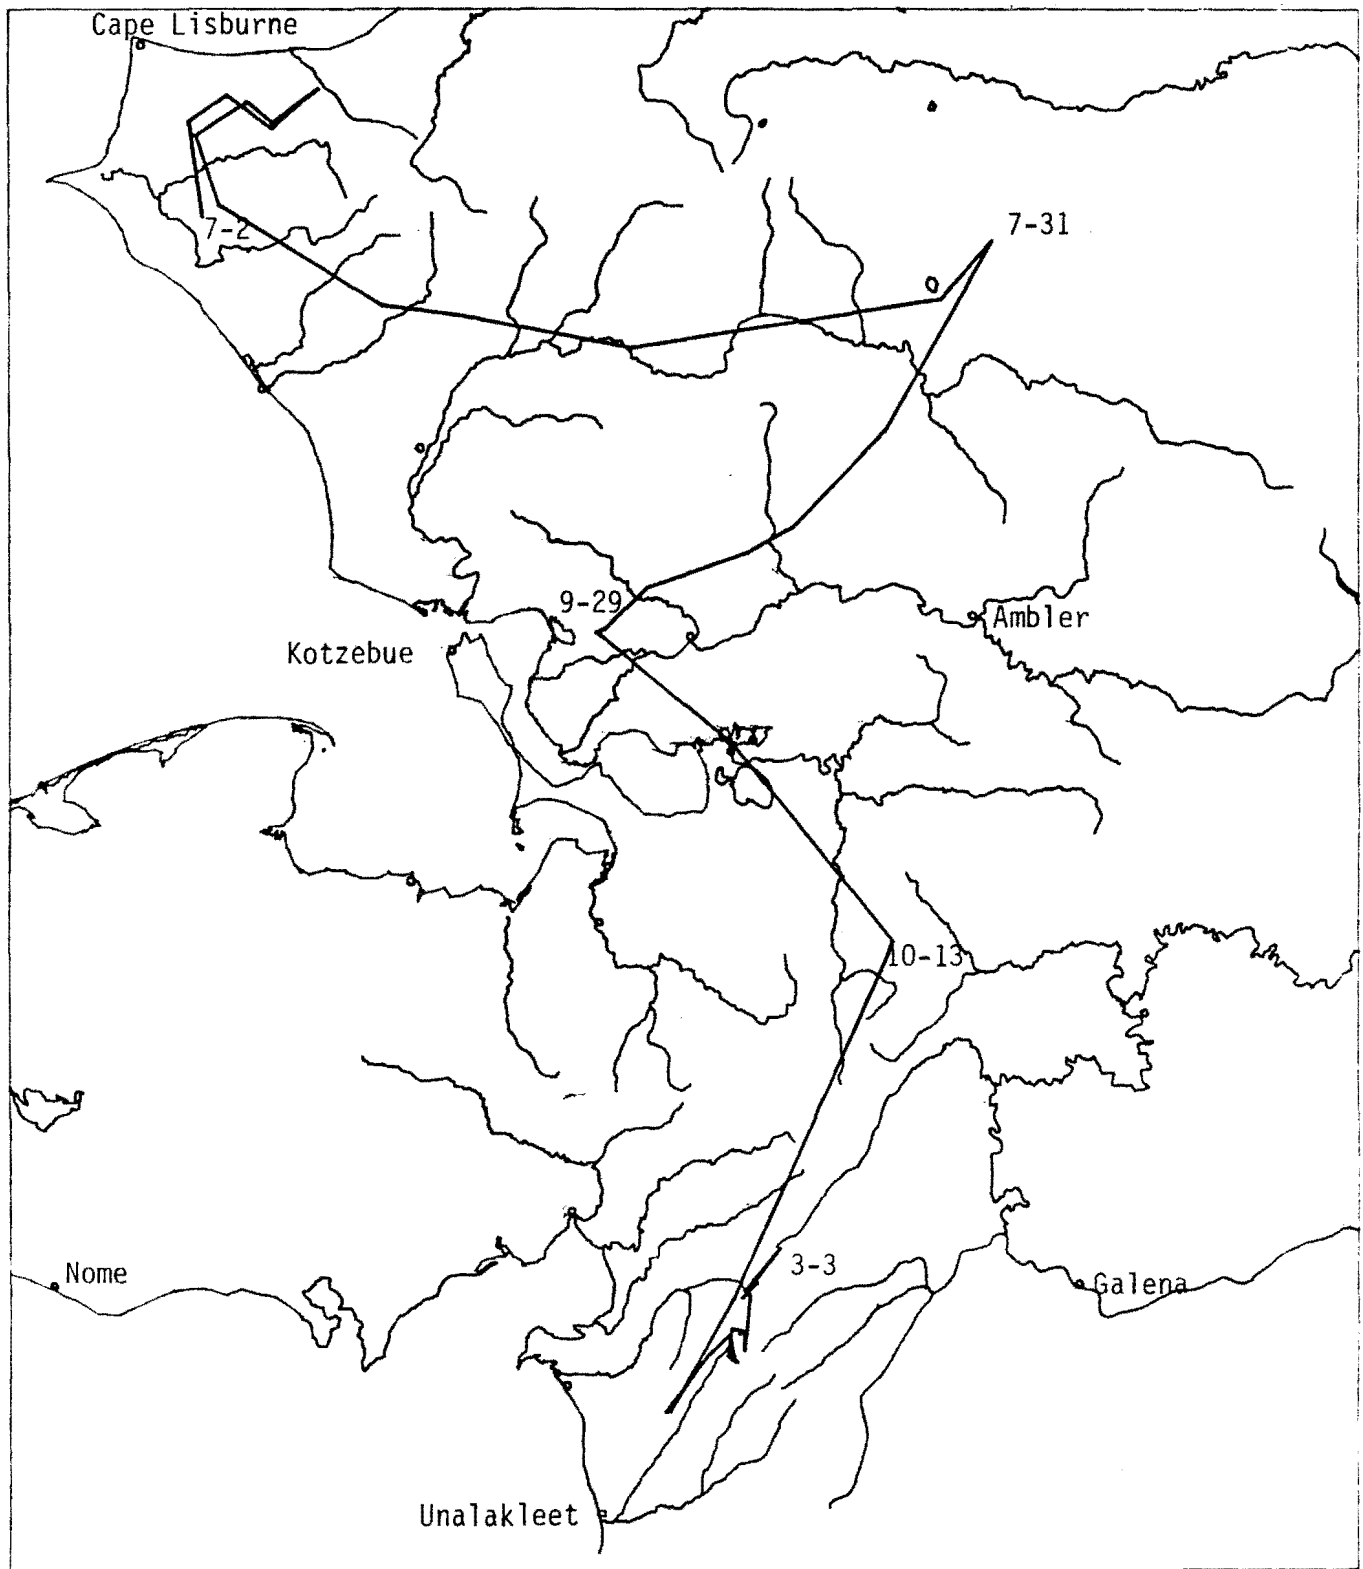 Cape Lisburne
7-2
7-31
9-29
Ambler
Kotzebue
10-13
3-3
Nome
Galena
Unalakleet